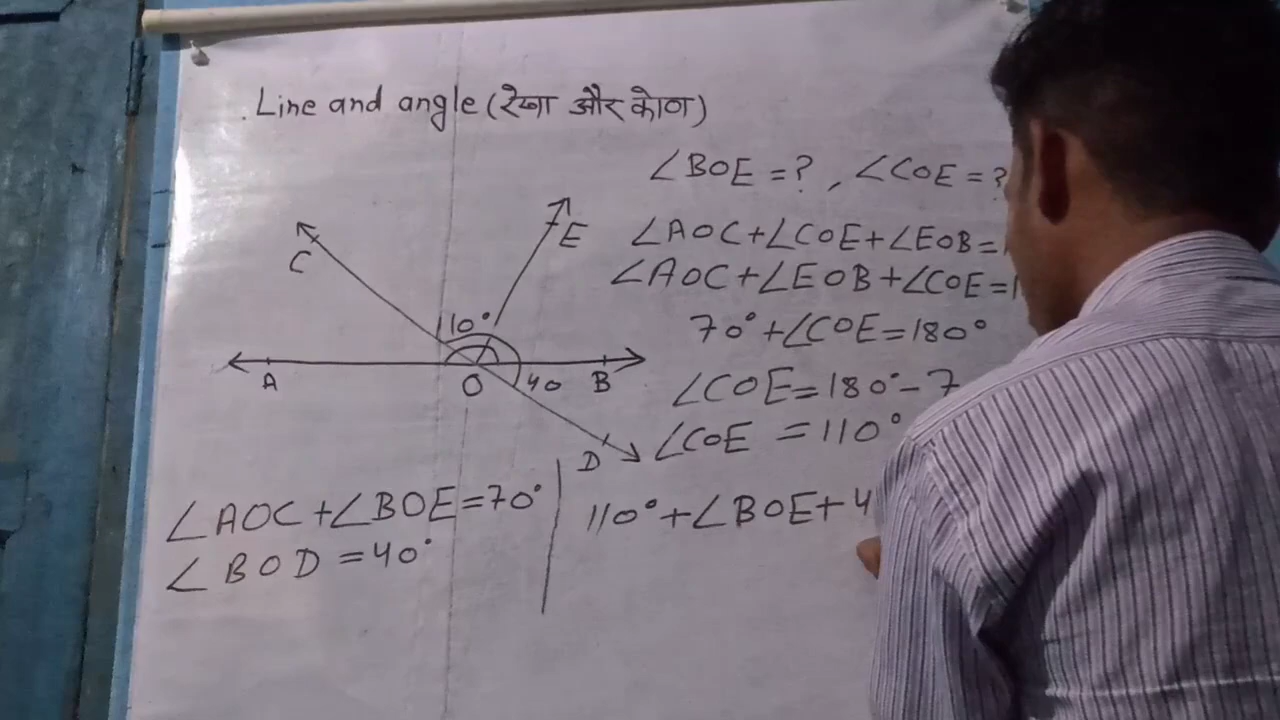 Line and angle (रेखा और कोण)
∠BOE = ? , ∠COE = ?
C
E
∠AOC+∠COE+∠EOB=
∠AOC+∠EOB+∠COE=1
110°
70°+∠COE=180°
A
O
40
B
∠COE=180°-7
D
∠COE =110°
∠AOC+∠BOE=70°
∠BOD=40°
110°+∠BOE+4